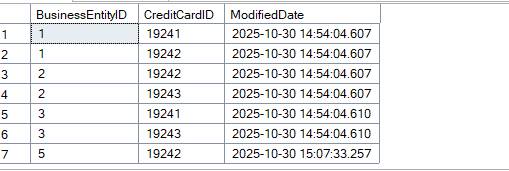 BusinessEntityID CreditCardID ModifiedDate
1 1 19241 2025-10-30 14:54:04.607
2 1 19242 2025-10-30 14:54:04.607
3 2 19242 2025-10-30 14:54:04.607
4 2 19243 2025-10-30 14:54:04.607
5 3 19241 2025-10-30 14:54:04.610
6 3 19243 2025-10-30 14:54:04.610
7 5 19242 2025-10-30 15:07:33.257